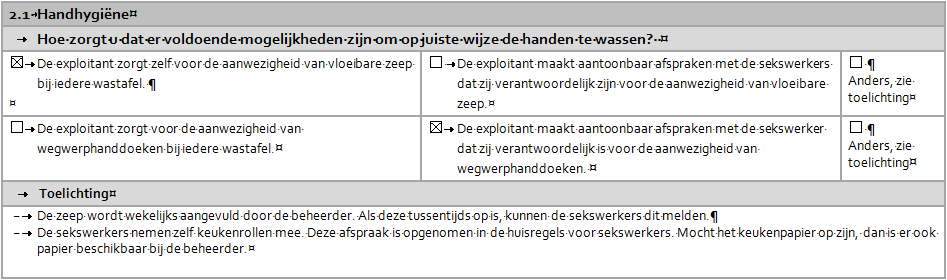 2.1 Handhygiëne
Hoe zorgt u dat er voldoende mogelijkheden zijn om op juiste wijze de handen te wassen?
☒ De exploitant zorgt zelf voor de aanwezigheid van vloeibare zeep
bij iedere wastafel.
☐ De exploitant maakt aantoonbaar afspraken met de sekswerkers
dat zij verantwoordelijk zijn voor de aanwezigheid van vloeibare
zeep.
☐
Anders, zie
toelichting
☐ De exploitant zorgt voor de aanwezigheid van
wegwerphanddoeken bij iedere wastafel.
☒ De exploitant maakt aantoonbaar afspraken met de sekswerker
dat zij verantwoordelijk is voor de aanwezigheid van
wegwerphanddoeken.
☐
Anders, zie
toelichting
Toelichting
– De zeep wordt wekelijks aangevuld door de beheerder. Als deze tussentijds op is, kunnen de sekswerkers dit melden.
– De sekswerkers nemen zelf keukenrollen mee. Deze afspraak is opgenomen in de huisregels voor sekswerkers. Mocht het keukenpapier op zijn, dan is er ook
papier beschikbaar bij de beheerder.